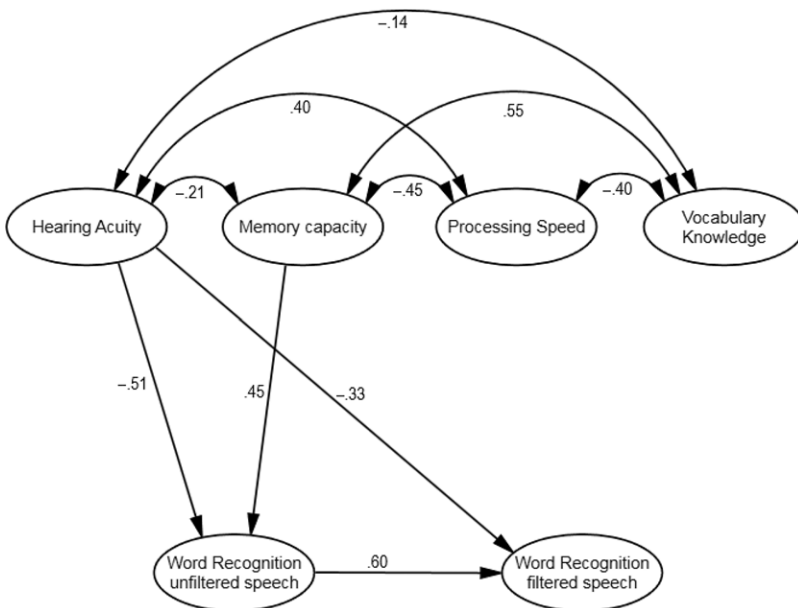 –.14
.40
.55
–.21
–.45
–.40
Hearing Acuity
Memory capacity
Processing Speed
Vocabulary
Knowledge
–.51
.45
–.33
Word Recognition
unfiltered speech
.60
Word Recognition
filtered speech